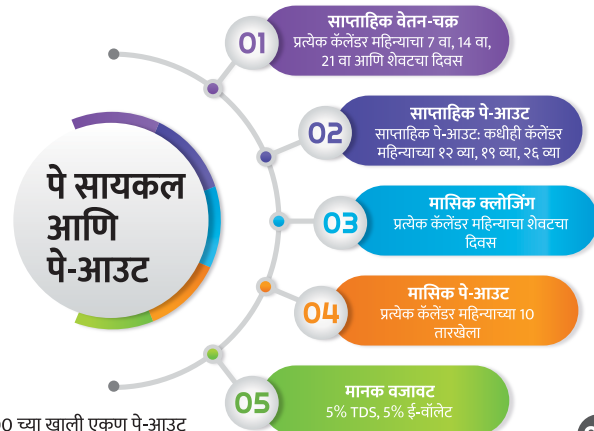 01
साप्ताहिक वेतन-चक्र
प्रत्येक कॅलेंडर महिन्याचा 7 वा, 14 वा,
21 वा आणि शेवटचा दिवस
02
साप्ताहिक पे-आउट
साप्ताहिक पे-आउट: कधीही कॅलेंडर
महिन्याच्या १२ व्या, १९ व्या, २६ व्या
पे सायकल
आणि
पे-आउट
03
मासिक क्लोजिंग
प्रत्येक कॅलेंडर महिन्याचा शेवटचा
दिवस
04
मासिक पे-आउट
प्रत्येक कॅलेंडर महिन्याच्या 10
तारखेला
05
मानक वजावट
5% TDS, 5% ई-वॉलेट
च्या खाली एकूण पे-आउट